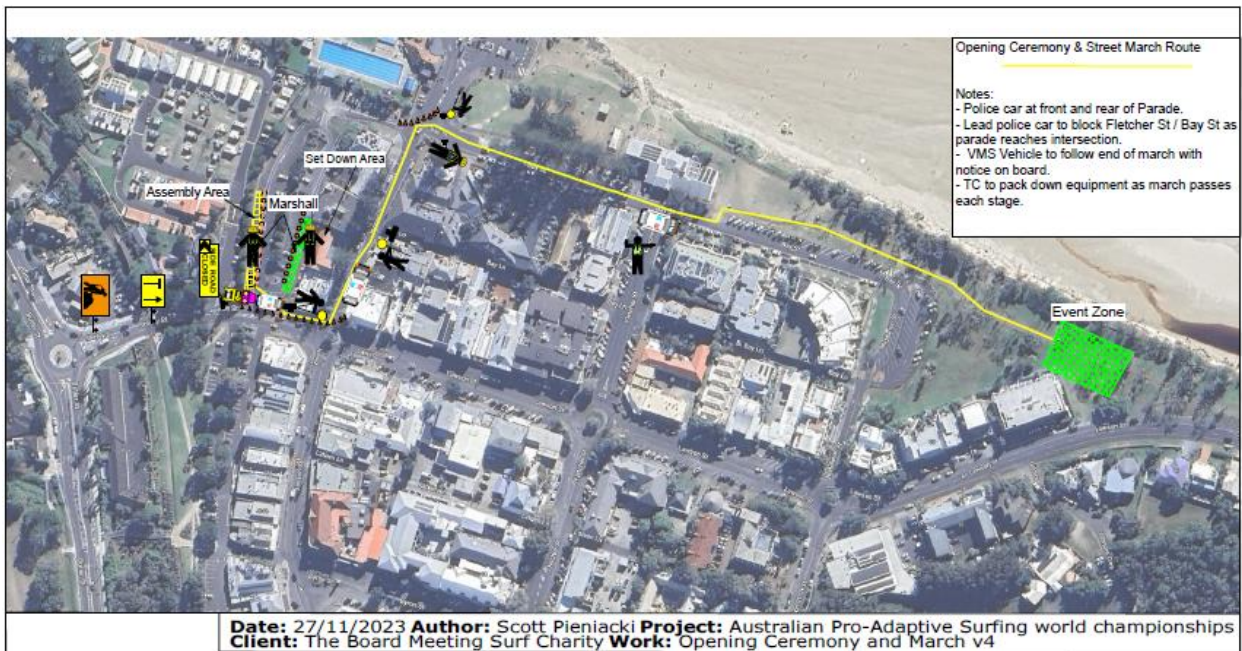 Opening Ceremony & Street March Route
Notes:
- Police car at front and rear of Parade.
- Lead police car to block Fletcher St / Bay St as
parade reaches intersection.
- VMS Vehicle to follow end of march with
notice on board.
- TC to pack down equipment as march passes
each stage.
Set Down Area
Assembly Area
Marshall
Event Zone
Date: 27/11/2023 Author: Scott Pieniacki Project: Australian Pro-Adaptive Surfing world championships
Client: The Board Meeting Surf Charity Work: Opening Ceremony and March v4